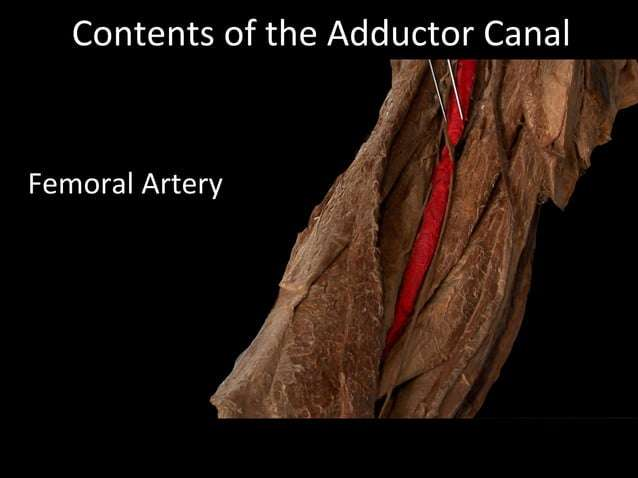 Contents of the Adductor Canal
Femoral Artery